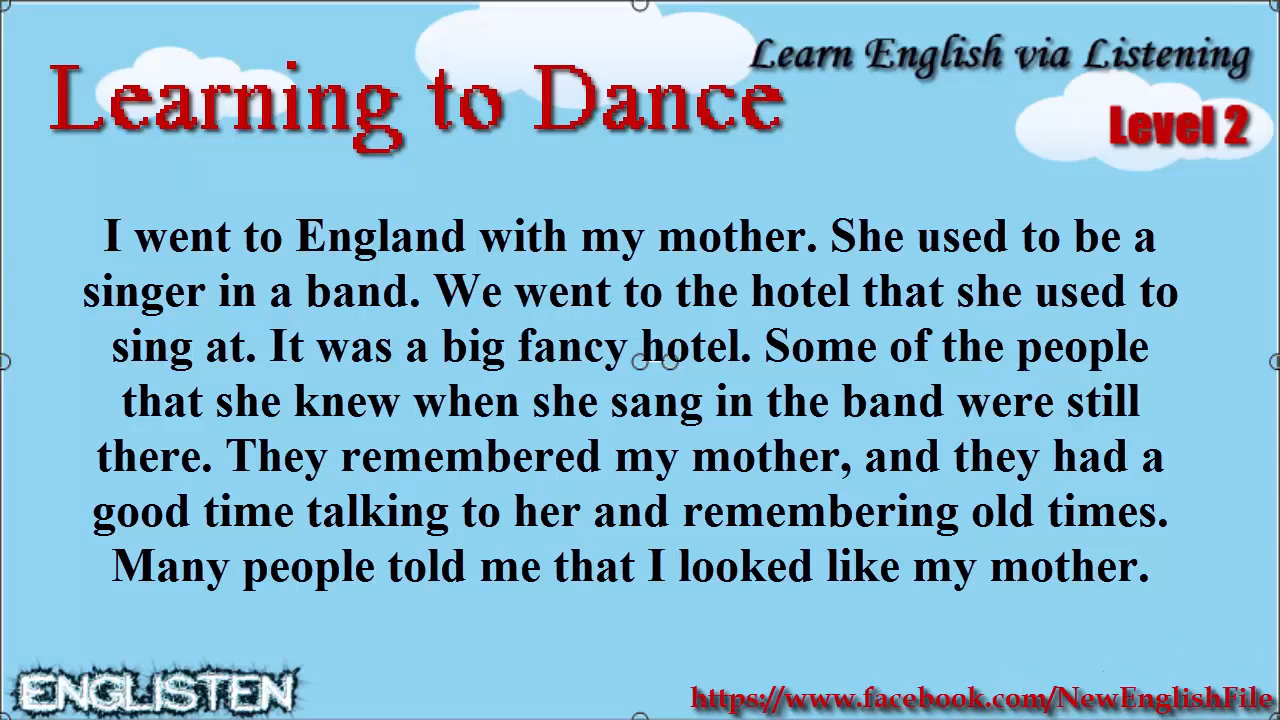 Learn English via Listening
Learning to Dance
Level 2
I went to England with my mother. She used to be a
singer in a band. We went to the hotel that she used to
sing at. It was a big fancy hotel. Some of the people
that she knew when she sang in the band were still
there. They remembered my mother, and they had a
good time talking to her and remembering old times.
Many people told me that I looked like my mother.
ENGLISTEN
https://www.facebook.com/NewEnglishFile